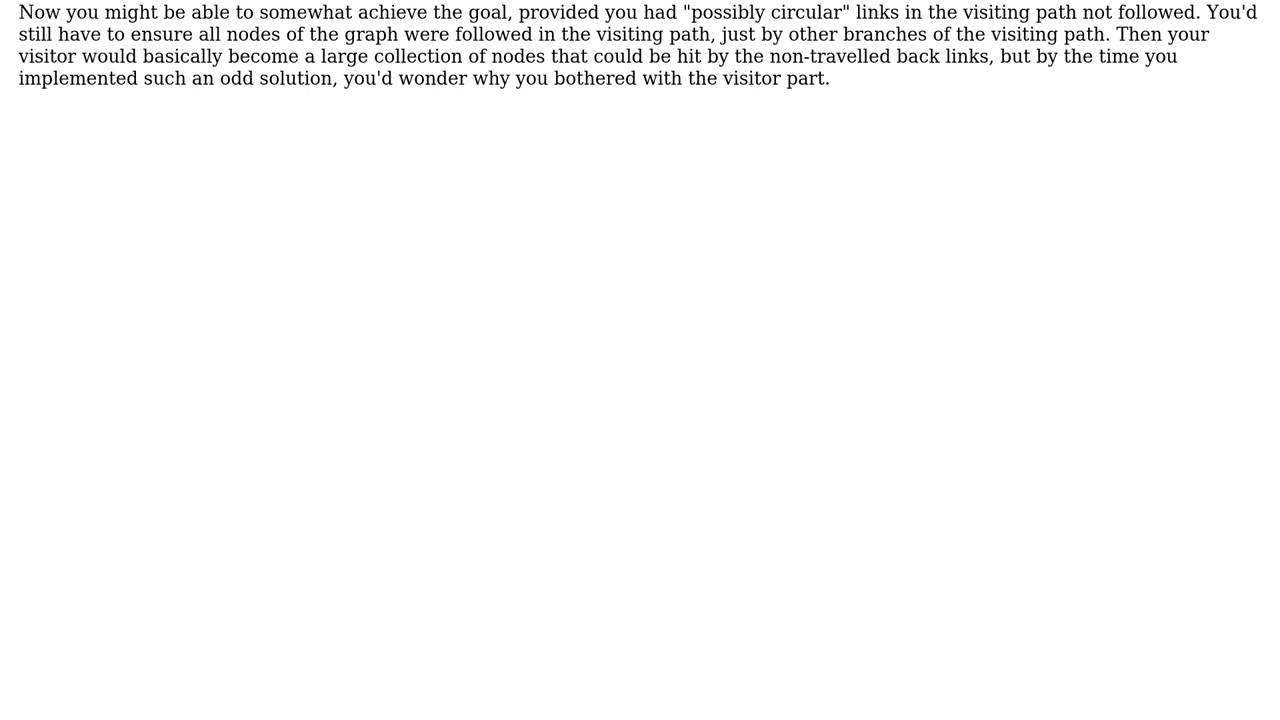 Now you might be able to somewhat achieve the goal, provided you had "possibly circular" links in the visiting path not followed. You'd
still have to ensure all nodes of the graph were followed in the visiting path, just by other branches of the visiting path. Then your
visitor would basically become a large collection of nodes that could be hit by the non-travelled back links, but by the time you
implemented such an odd solution, you'd wonder why you bothered with the visitor part.